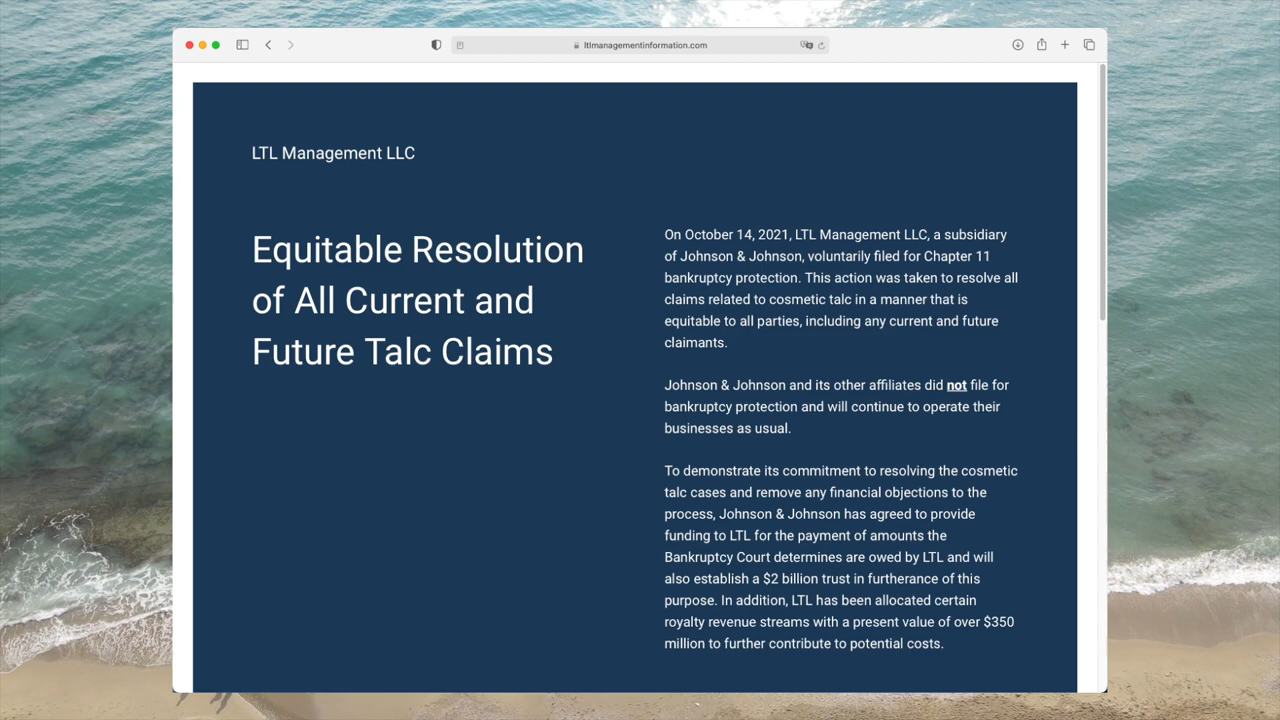 ltlmanagementinformation.com
LTL Management LLC
Equitable Resolution
of All Current and
Future Talc Claims
On October 14, 2021, LTL Management LLC, a subsidiary
of Johnson & Johnson, voluntarily filed for Chapter 11
bankruptcy protection. This action was taken to resolve all
claims related to cosmetic talc in a manner that is
equitable to all parties, including any current and future
claimants.
Johnson & Johnson and its other affiliates did not file for
bankruptcy protection and will continue to operate their
businesses as usual.
To demonstrate its commitment to resolving the cosmetic
talc cases and remove any financial objections to the
process, Johnson & Johnson has agreed to provide
funding to LTL for the payment of amounts the
Bankruptcy Court determines are owed by LTL and will
also establish a $2 billion trust in furtherance of this
purpose. In addition, LTL has been allocated certain
royalty revenue streams with a present value of over $350
million to further contribute to potential costs.